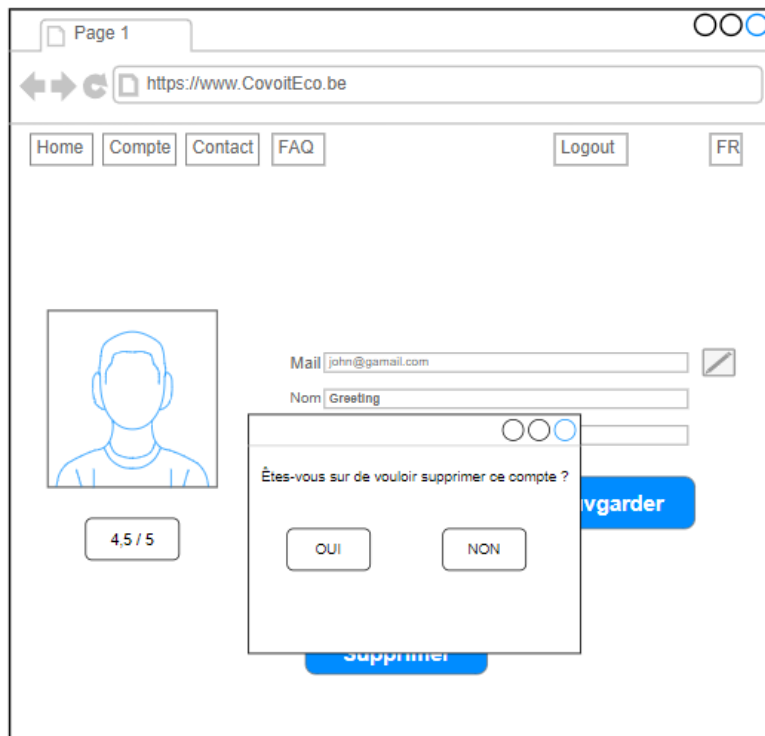 Page 1
https://www.CovoitEco.be
Home Compte Contact FAQ Logout FR
Mail john@gamail.com
Nom Greeting
Êtes-vous sur de vouloir supprimer ce compte ?
vgarder
4,5 / 5
OUI NON
Supprimer